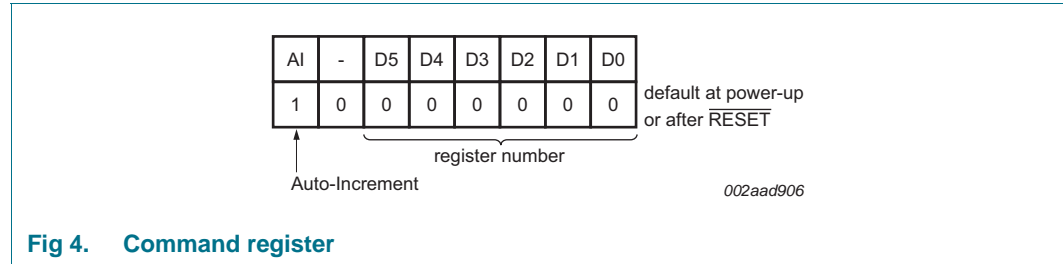 AI - D5 D4 D3 D2 D1 D0
1 0 0 0 0 0 0 0
default at power-up
or after RESET
register number
Auto-Increment
002aad906
Fig 4. Command register